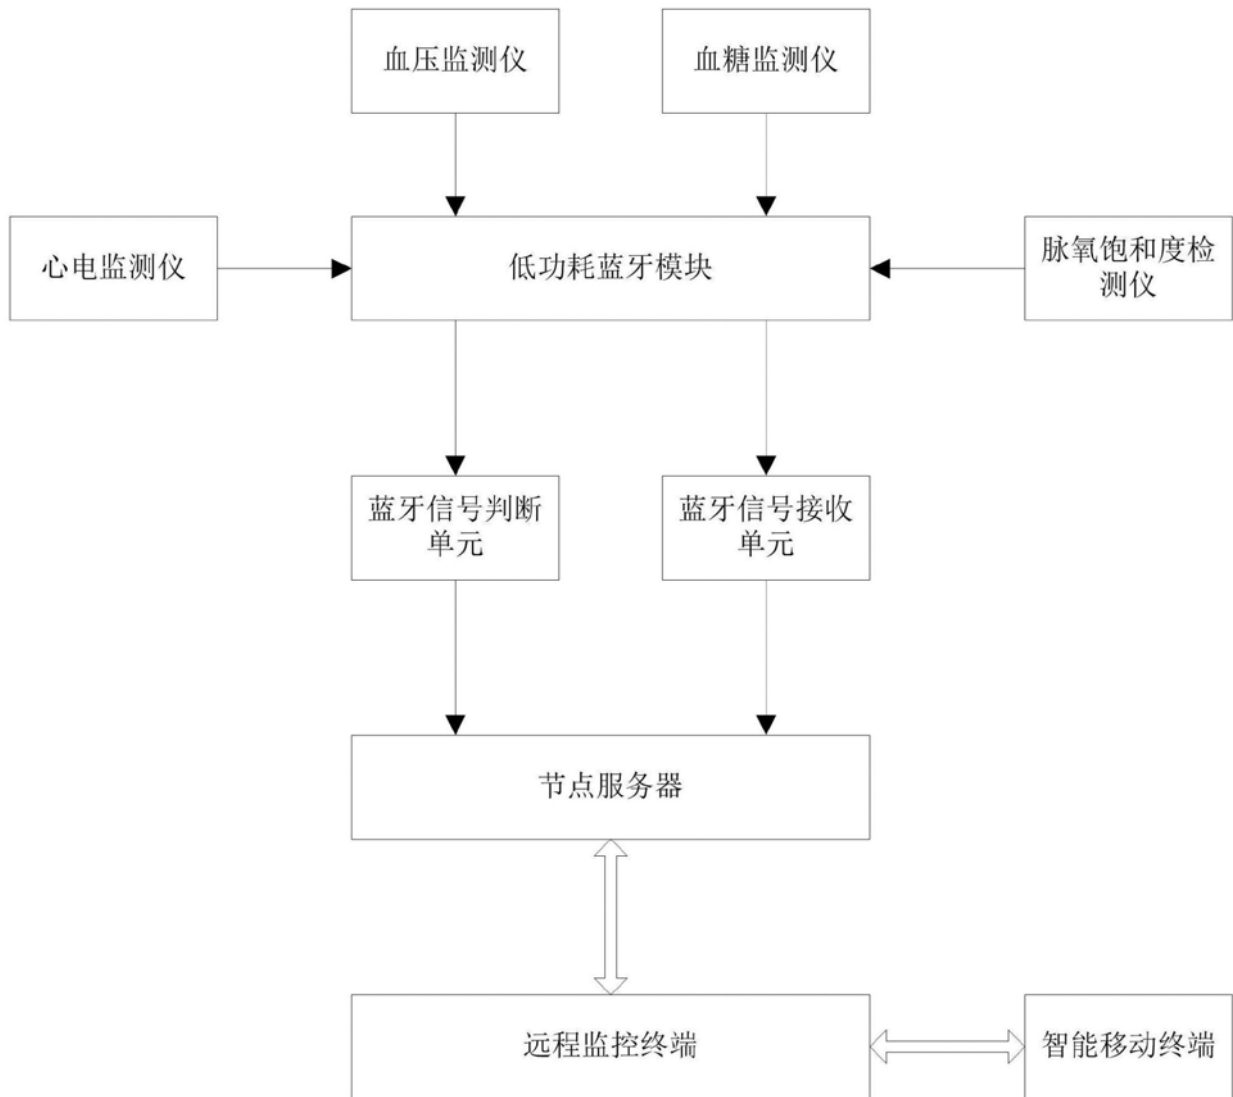 血压监测仪
血糖监测仪
心电监测仪
低功耗蓝牙模块
脉氧饱和度检
测仪
蓝牙信号判断
单元
蓝牙信号接收
单元
节点服务器
远程监控终端
智能移动终端